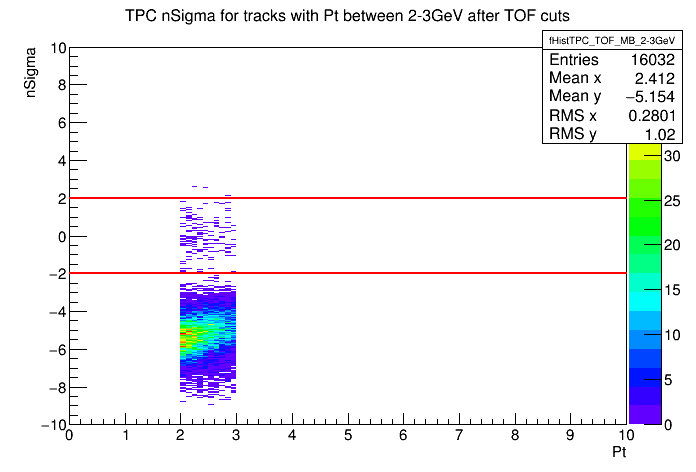 TPC nSigma for tracks with Pt between 2-3GeV after TOF cuts
fHistTPC_TOF_MB_2-3GeV
Entries 16032
Mean x 2.412
Mean y −5.154
RMS x 0.2801
RMS y 1.02
nSigma
10
8
6
4
2
0
−2
−4
−6
−8
−10
30
25
20
15
10
5
0
0 1 2 3 4 5 6 7 8 9 10
Pt